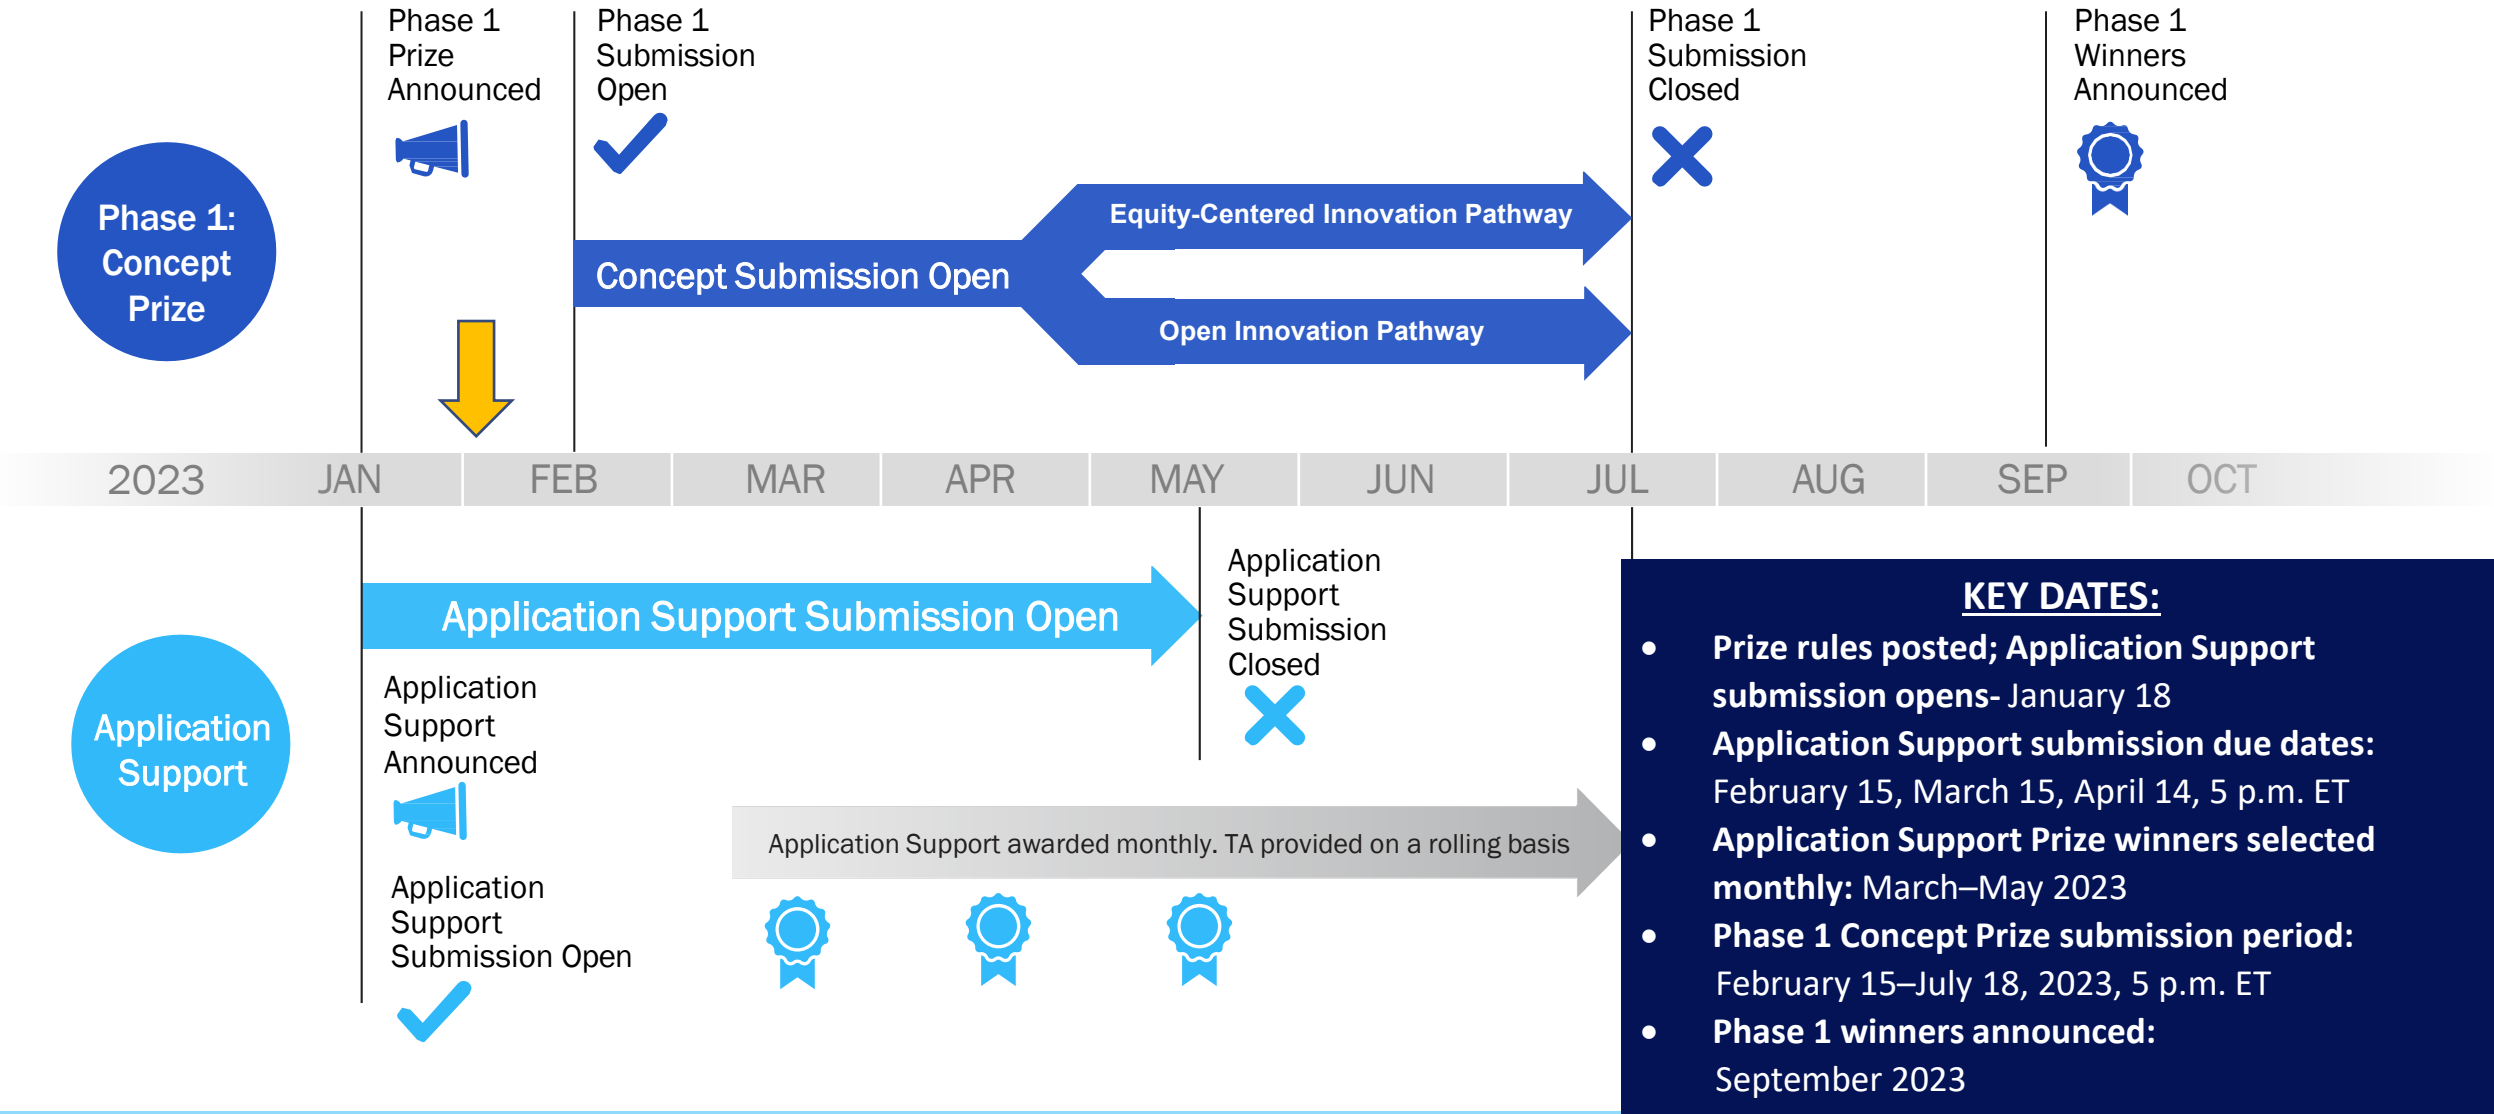 Phase 1
Prize
Announced
Phase 1
Submission
Open
Phase 1
Submission
Closed
Phase 1
Winners
Announced
Phase 1:
Concept
Prize
Equity-Centered Innovation Pathway
Concept Submission Open
Open Innovation Pathway
2023 JAN FEB MAR APR MAY JUN JUL AUG SEP OCT
Application Support Submission Open
Application
Support
Submission
Closed
Application
Support
Announced
Application
Support
Application Support awarded monthly. TA provided on a rolling basis
Application
Support
Submission Open
KEY DATES:
• Prize rules posted; Application Support
submission opens- January 18
• Application Support submission due dates:
February 15, March 15, April 14, 5 p.m. ET
• Application Support Prize winners selected
monthly: March–May 2023
• Phase 1 Concept Prize submission period:
February 15–July 18, 2023, 5 p.m. ET
• Phase 1 winners announced:
September 2023